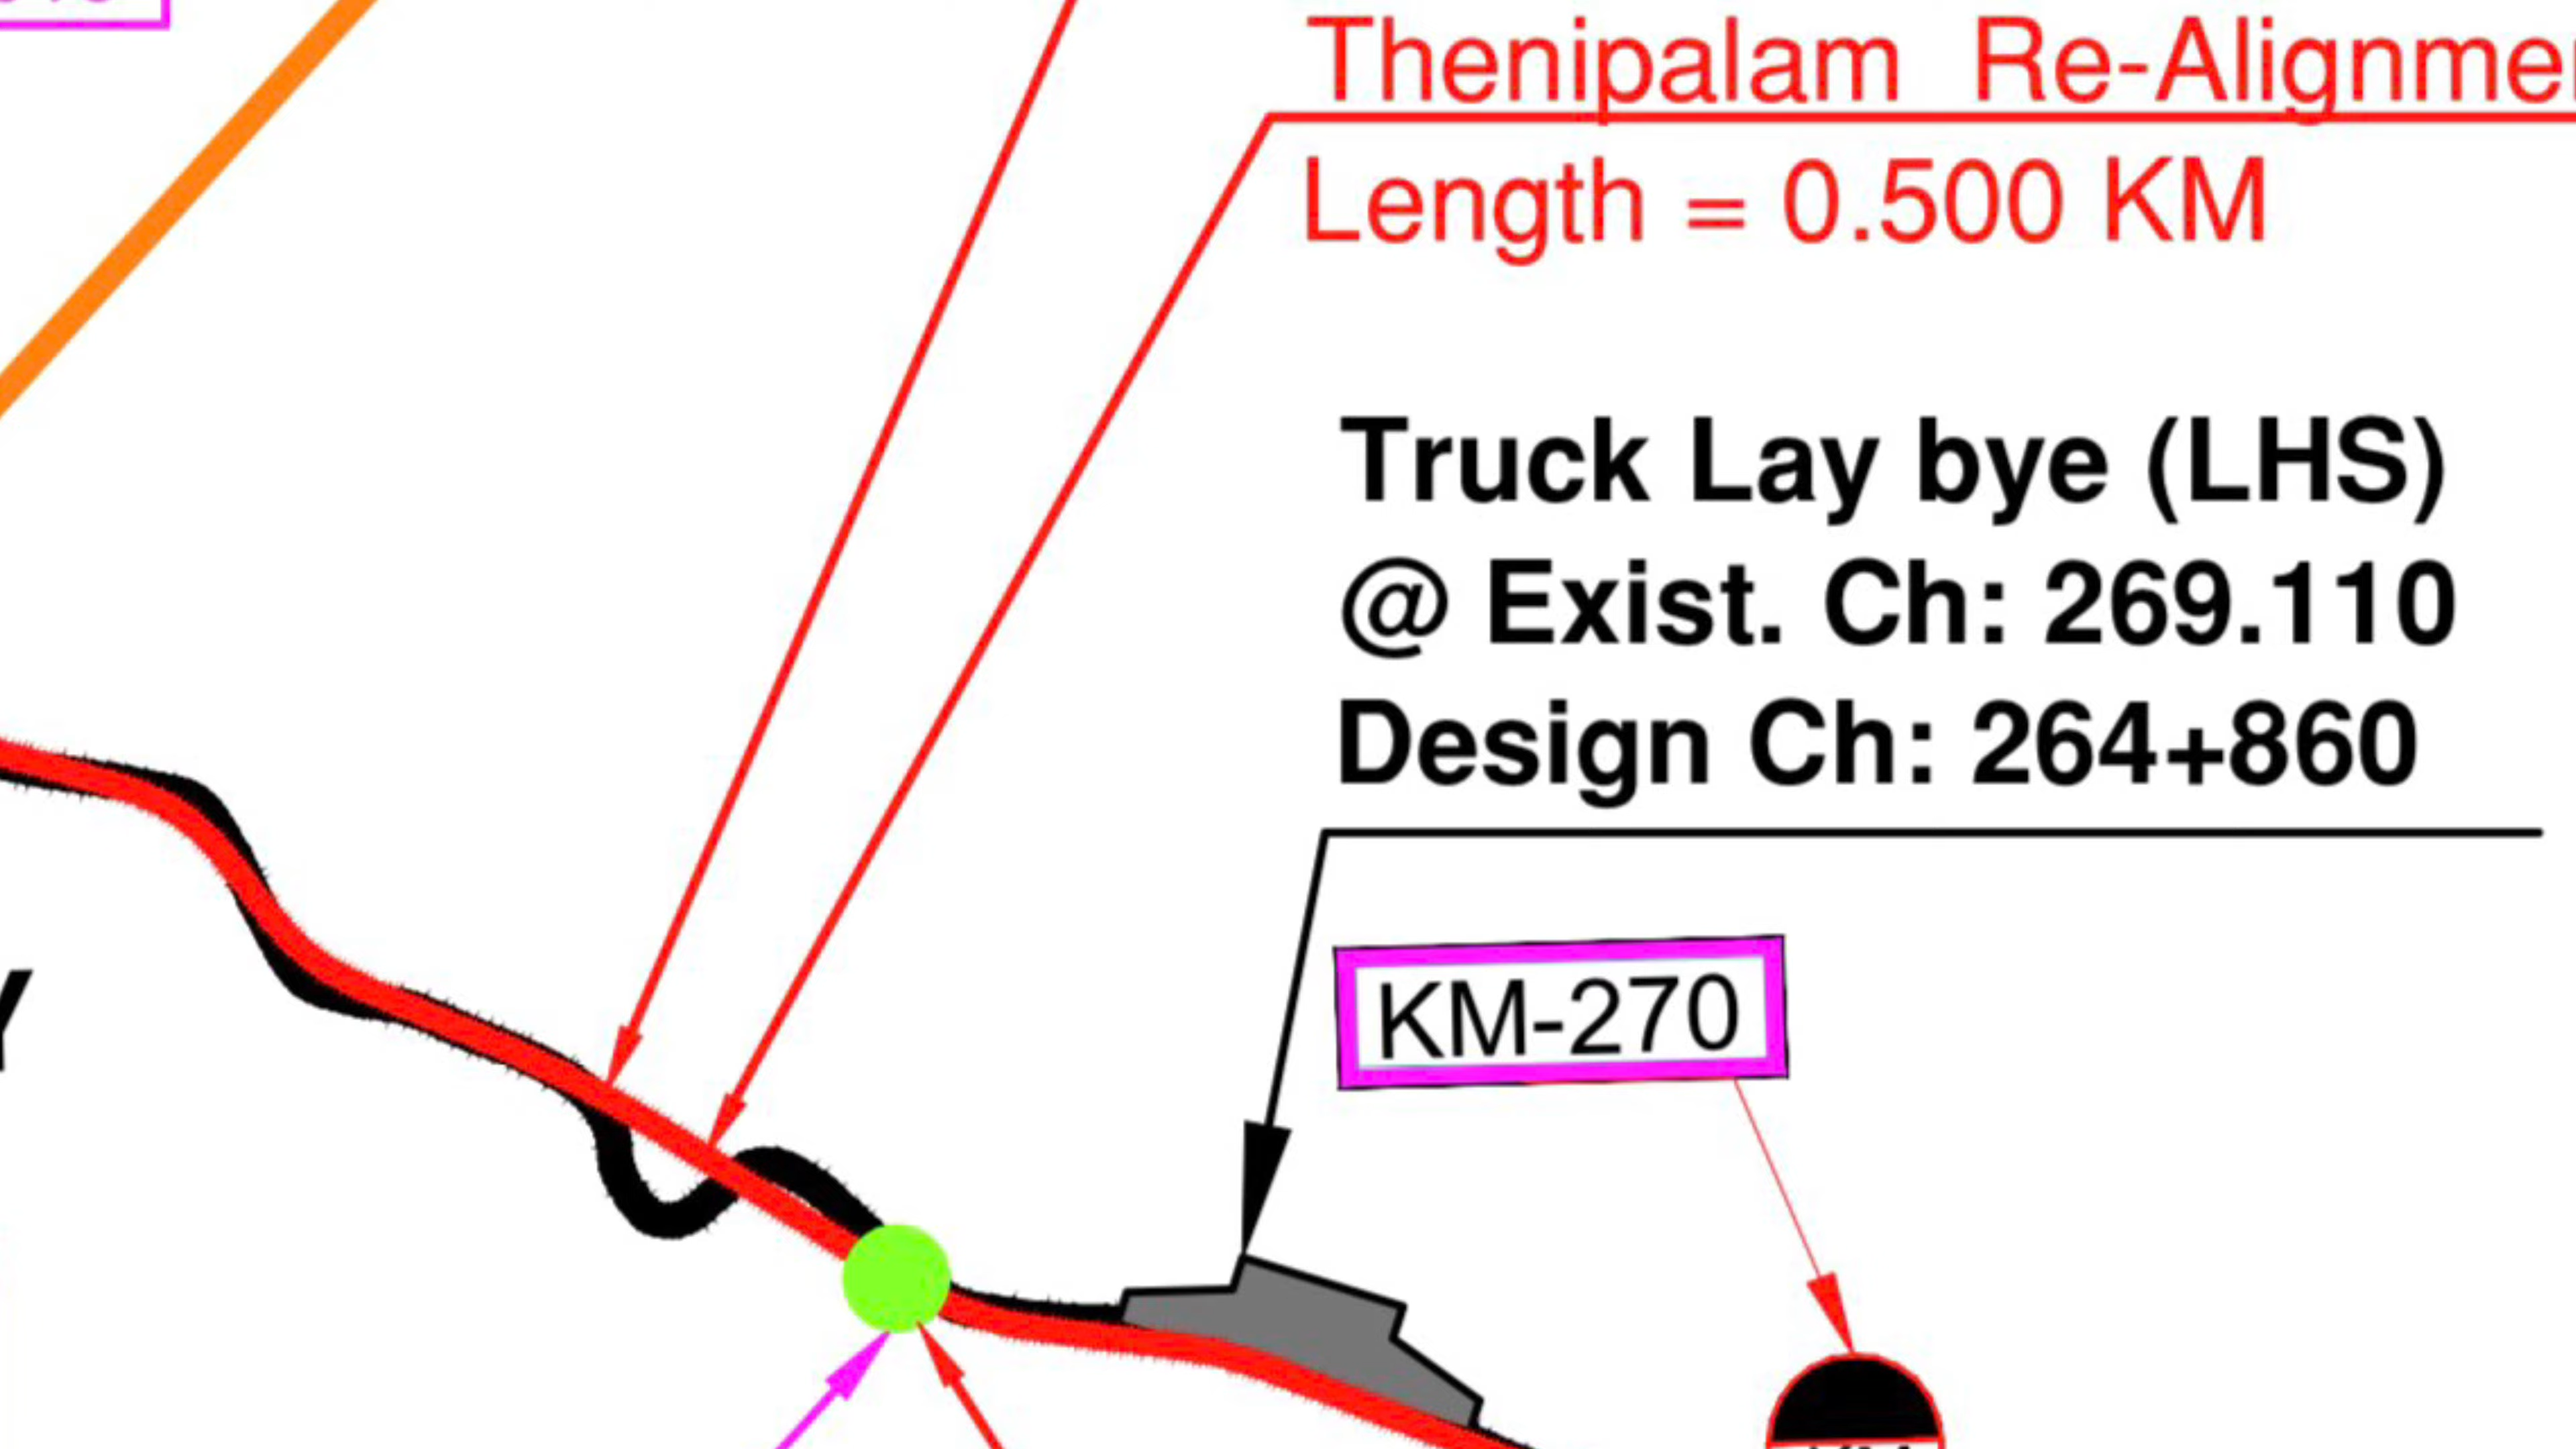 Thenipalam Re-Alignme
Length = 0.500 KM
Truck Lay bye (LHS)
@ Exist. Ch: 269.110
Design Ch: 264+860
KM-270
Y